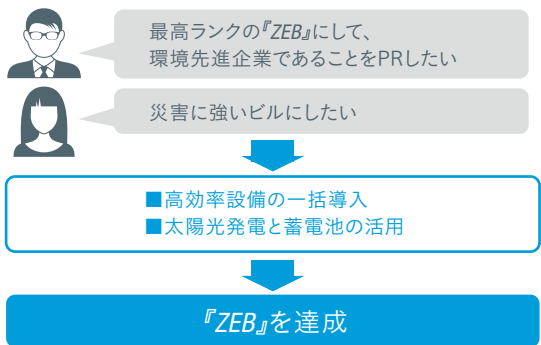 最高ランクの『ZEB』にして、
環境先進企業であることをPRしたい
災害に強いビルにしたい
■高効率設備の一括導入
■太陽光発電と蓄電池の活用
『ZEB』を達成